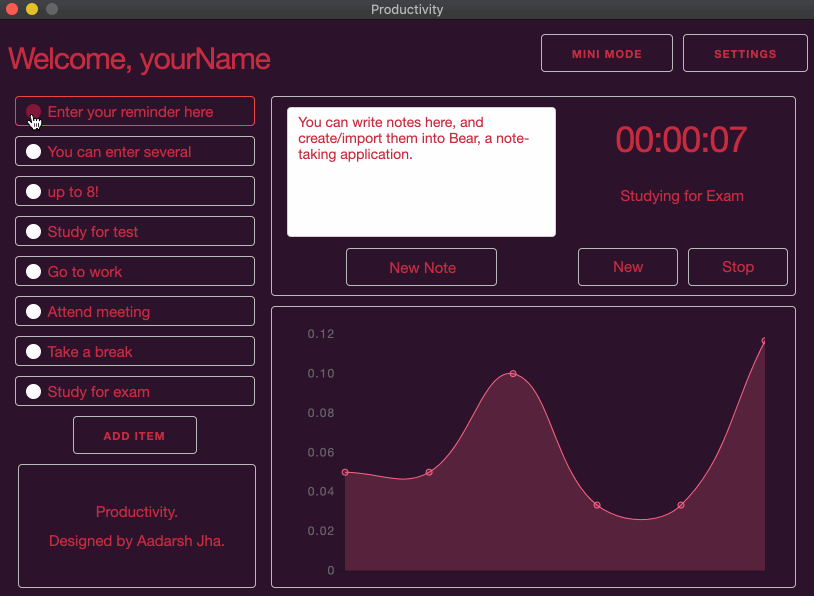 Productivity
Welcome, yourName
MINI MODE
SETTINGS
Enter your reminder here
You can enter several
up to 8!
Study for test
Go to work
Attend meeting
Take a break
Study for exam
ADD ITEM
Productivity.
Designed by Aadarsh Jha.
You can write notes here, and
create/import them into Bear, a note-
taking application.
New Note
00:00:07
Studying for Exam
New
Stop
0.12
0.10
0.08
0.06
0.04
0.02
0